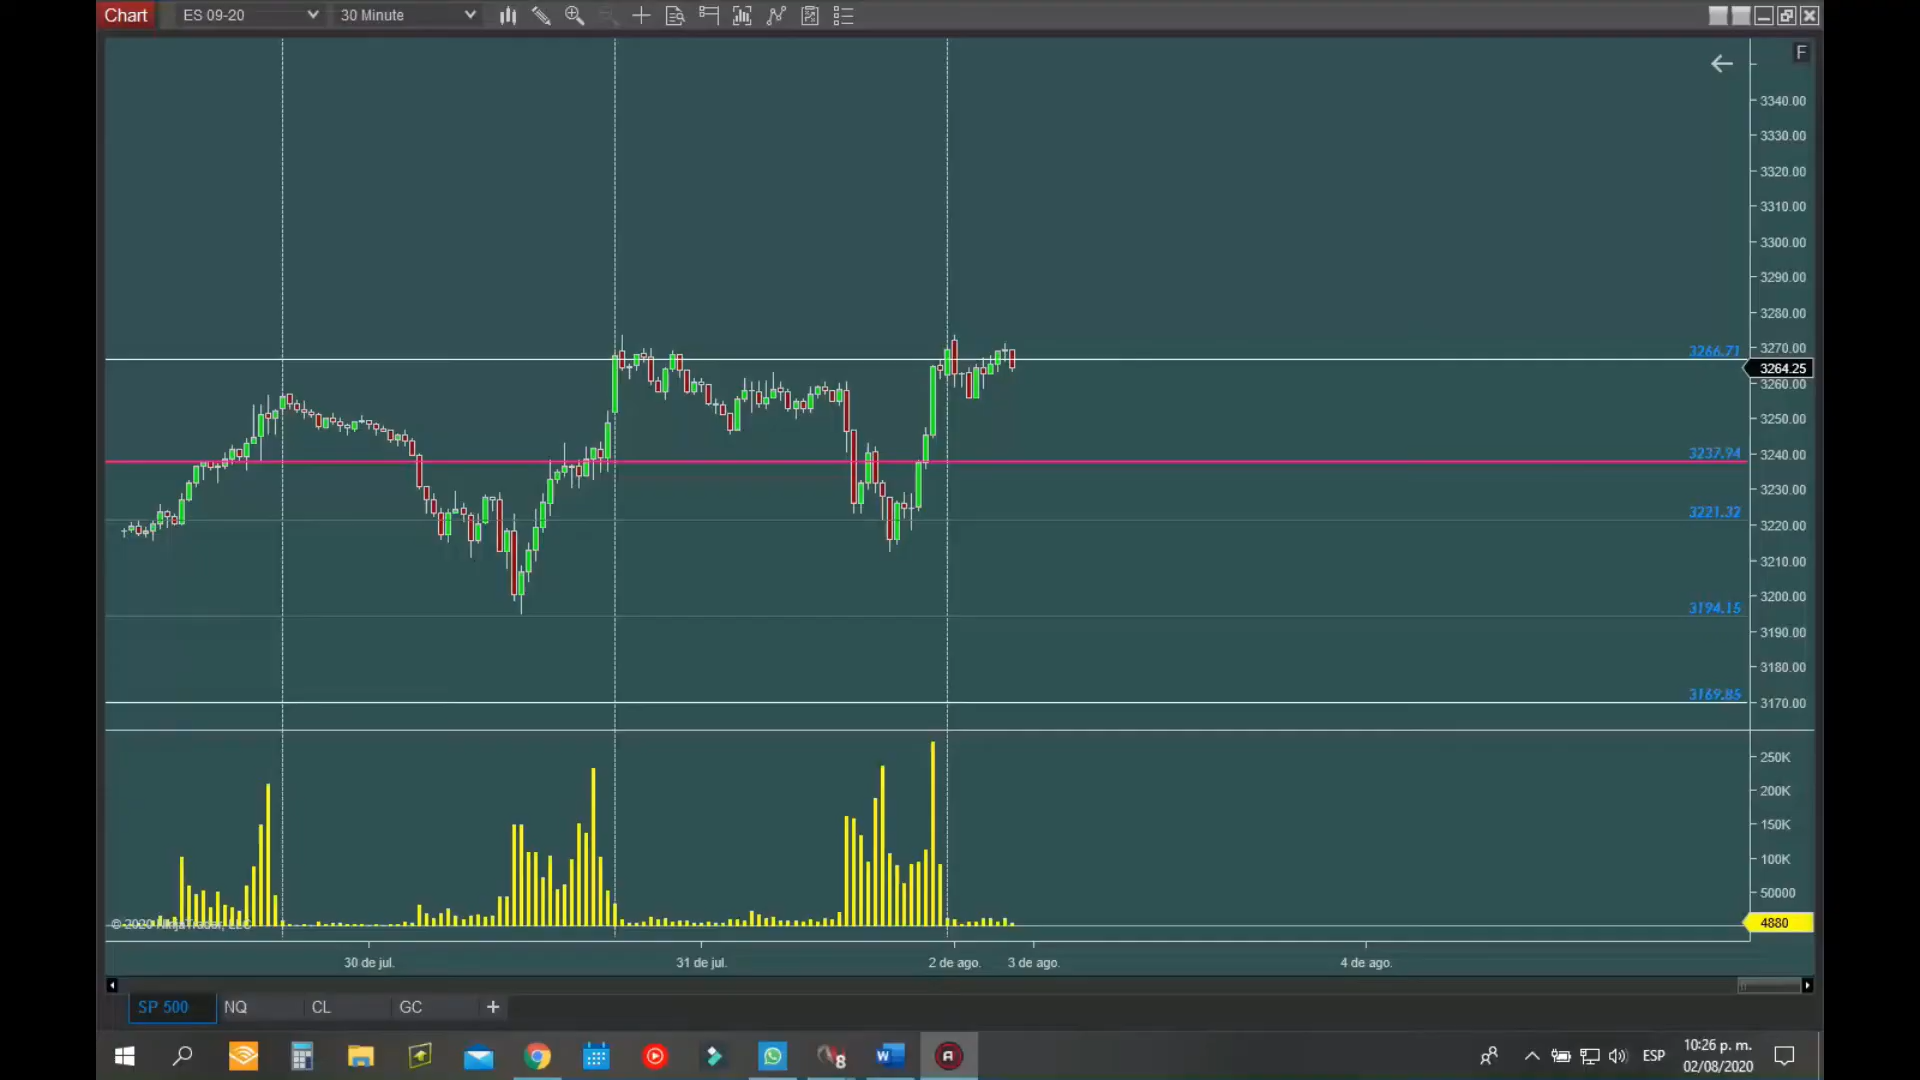 Chart ES 09-20 30 Minute
F
3340.00
3330.00
3320.00
3310.00
3300.00
3290.00
3280.00
3266.71 3270.00
3264.25
3260.00
3250.00
3237.94 3240.00
3230.00
3221.32 3220.00
3210.00
3194.15 3200.00
3190.00
3180.00
3169.85 3170.00
250K
200K
150K
100K
50000
© 2020 NinjaTrader, LLC 4880
30 de jul. 31 de jul. 2 de ago. 3 de ago. 4 de ago.
SP 500 NQ CL GC +
8 W A ESP 10:26 p. m.
02/08/2020